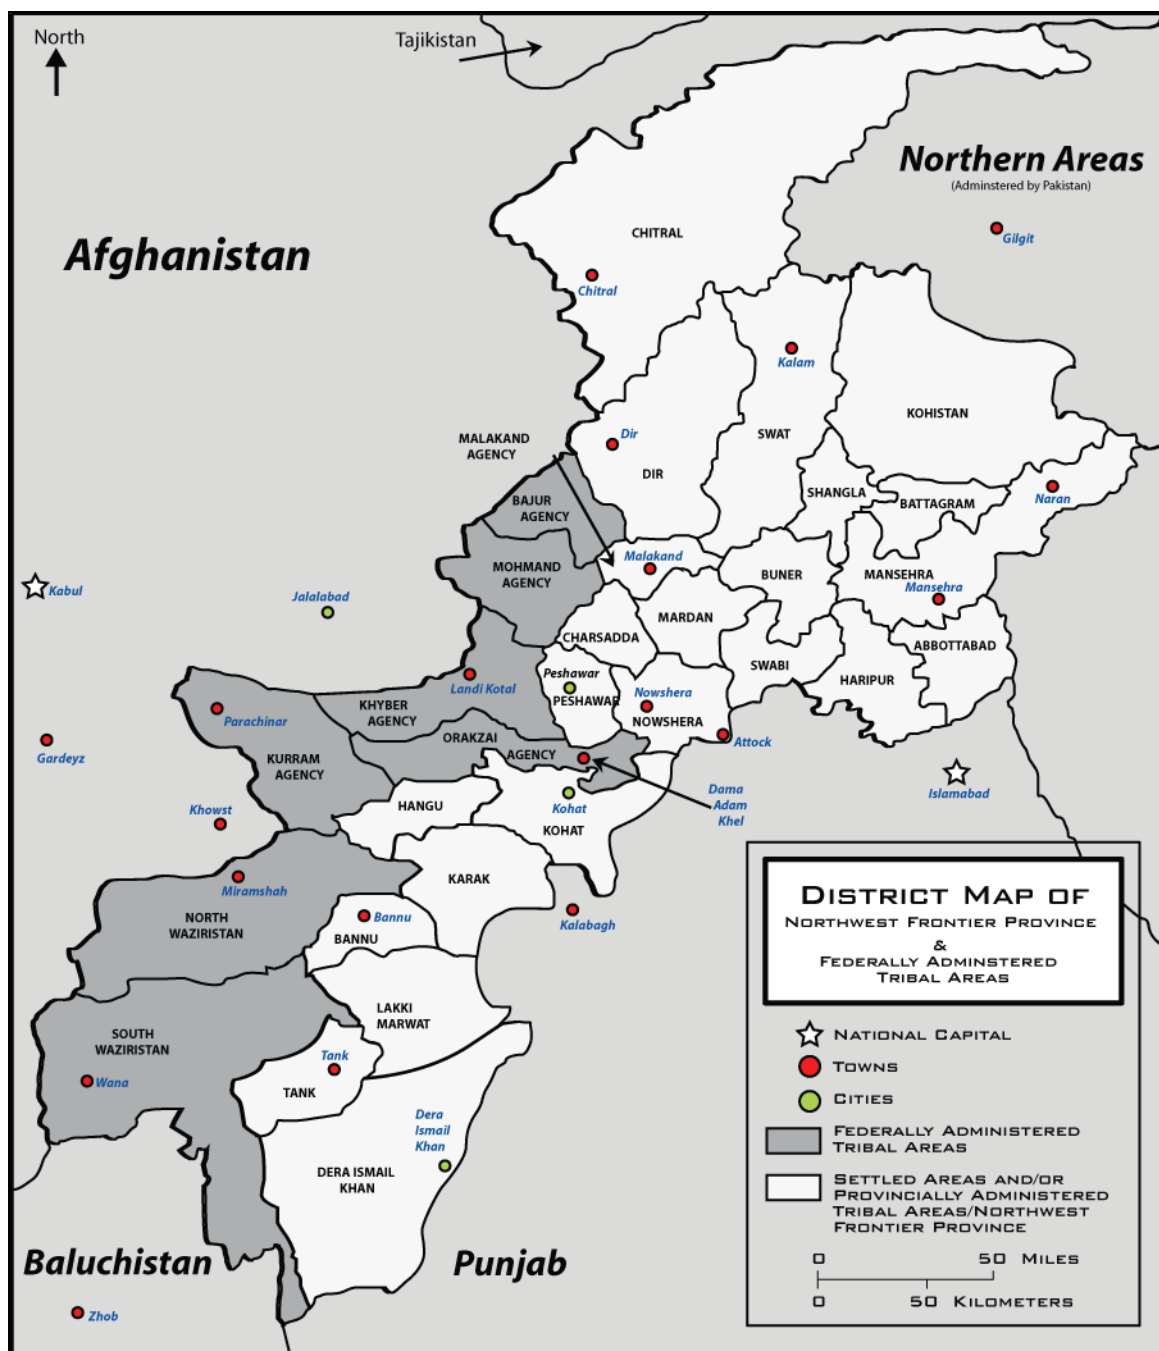 North
Tajikistan
Northern Areas
(Adminstered by Pakistan)
Gilgit
Afghanistan
CHITRAL
Chitral
Kalam
KOHISTAN
Dir
SWAT
MALAKAND
AGENCY
DIR
SHANGLA
BATTAGRAM
Naran
BAJUR
AGENCY
Malakand
MOHMAND
AGENCY
BUNER
MANSEHRA
Mansehra
Kabul
Jalalabad
CHARSADDA
MARDAN
ABBOTTABAD
SWABI
HARIPUR
Peshawar
PESHAWAR
Landi Kotal
Nowshera
NOWSHERA
KHYBER
AGENCY
Parachinar
ORAKZAI
AGENCY
Attock
Gardeyz
KURRAM
AGENCY
Dama
Adam
Khel
Islamabad
Khowst
HANGU
Kohat
KOHAT
Miramshah
KARAK
NORTH
WAZIRISTAN
Bannu
BANNU
Kalabagh
LAKKI
MARWAT
SOUTH
WAZIRISTAN
Wana
Tank
TANK
Dera
Ismail
Khan
DERA ISMAIL
KHAN
Baluchistan
Punjab
Zhob
DISTRICT MAP OF
NORTHWEST FRONTIER PROVINCE
&
FEDERALLY ADMINSTERED
TRIBAL AREAS
NATIONAL CAPITAL
TOWNS
CITIES
FEDERALLY ADMINISTERED
TRIBAL AREAS
SETTLED AREAS AND/OR
PROVINCIALLY ADMINISTERED
TRIBAL AREAS/NORTHWEST
FRONTIER PROVINCE
0 50 MILES
0 50 KILOMETERS